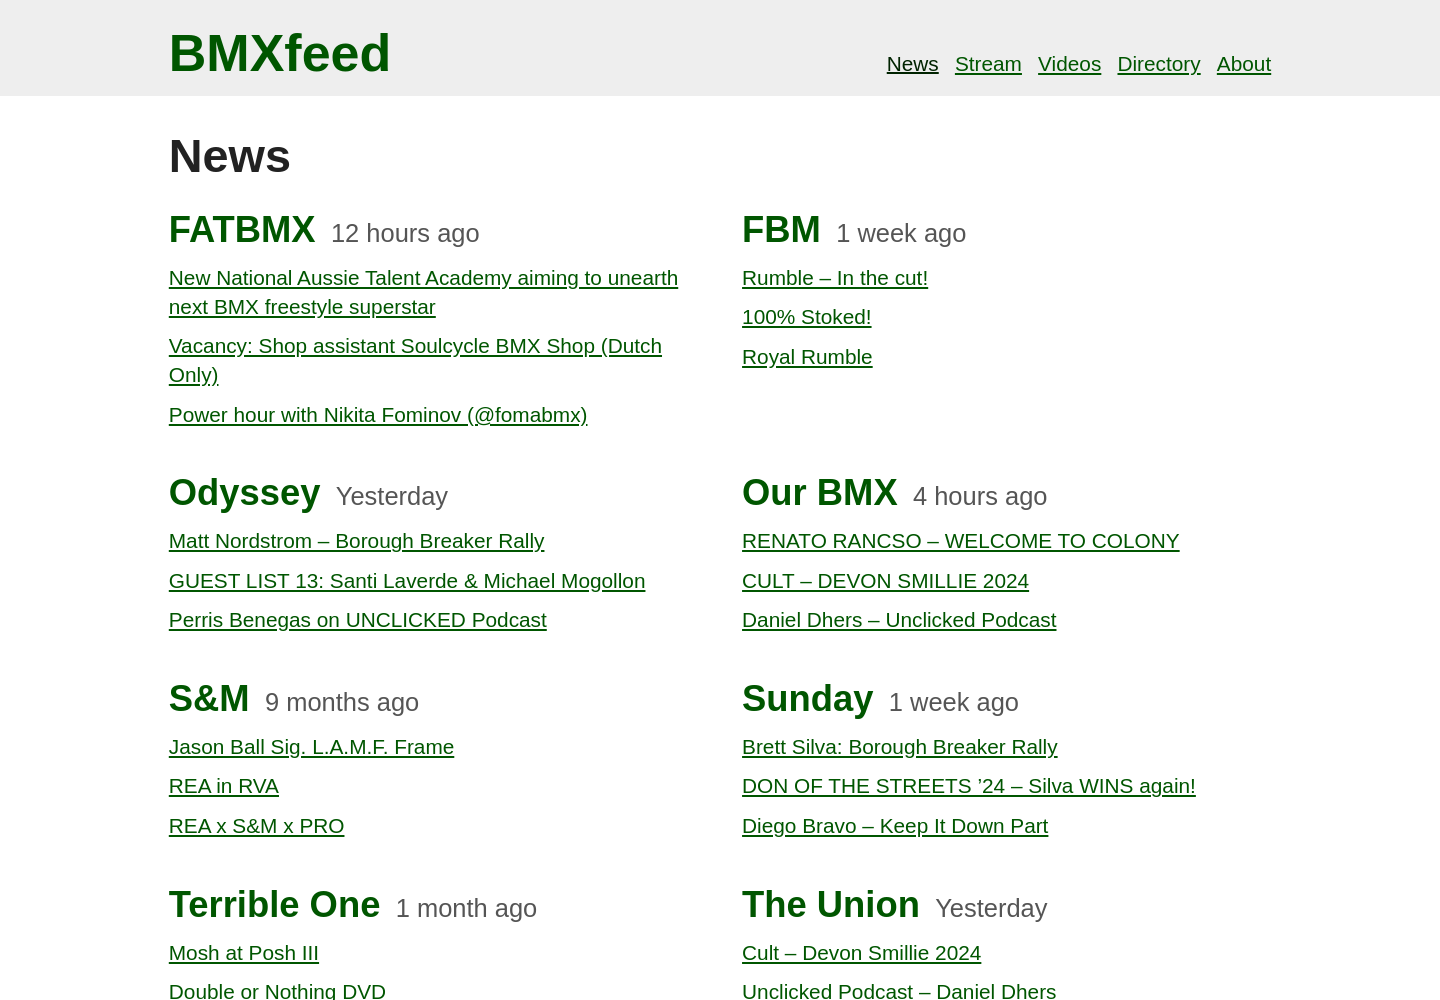 BMXfeed
News Stream Videos Directory About
News
FATBMX 12 hours ago
New National Aussie Talent Academy aiming to unearth
next BMX freestyle superstar
Vacancy: Shop assistant Soulcycle BMX Shop (Dutch
Only)
Power hour with Nikita Fominov (@fomabmx)
FBM 1 week ago
Rumble – In the cut!
100% Stoked!
Royal Rumble
Odyssey Yesterday
Matt Nordstrom – Borough Breaker Rally
GUEST LIST 13: Santi Laverde & Michael Mogollon
Perris Benegas on UNCLICKED Podcast
Our BMX 4 hours ago
RENATO RANCSO – WELCOME TO COLONY
CULT – DEVON SMILLIE 2024
Daniel Dhers – Unclicked Podcast
S&M 9 months ago
Jason Ball Sig. L.A.M.F. Frame
REA in RVA
REA x S&M x PRO
Sunday 1 week ago
Brett Silva: Borough Breaker Rally
DON OF THE STREETS ’24 – Silva WINS again!
Diego Bravo – Keep It Down Part
Terrible One 1 month ago
Mosh at Posh III
Double or Nothing DVD
The Union Yesterday
Cult – Devon Smillie 2024
Unclicked Podcast – Daniel Dhers